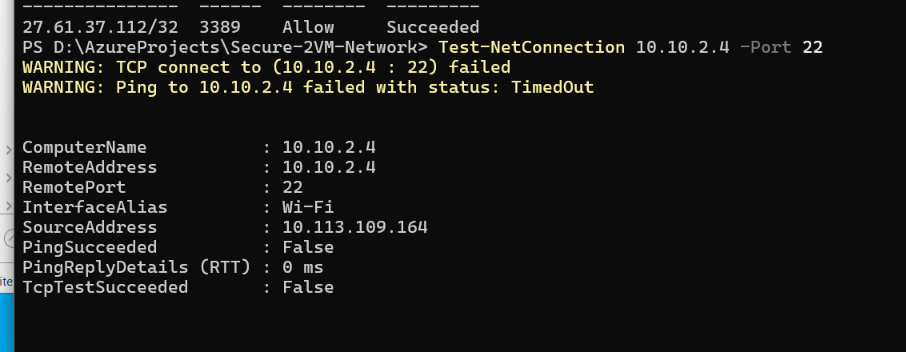 --------------- ------ -------- ---------
27.61.37.112/32 3389 Allow Succeeded
PS D:\AzureProjects\Secure-2VM-Network> Test-NetConnection 10.10.2.4 -Port 22
WARNING: TCP connect to (10.10.2.4 : 22) failed
WARNING: Ping to 10.10.2.4 failed with status: TimedOut
ComputerName : 10.10.2.4
RemoteAddress : 10.10.2.4
RemotePort : 22
InterfaceAlias : Wi-Fi
SourceAddress : 10.113.109.164
PingSucceeded : False
PingReplyDetails (RTT) : 0 ms
TcpTestSucceeded : False